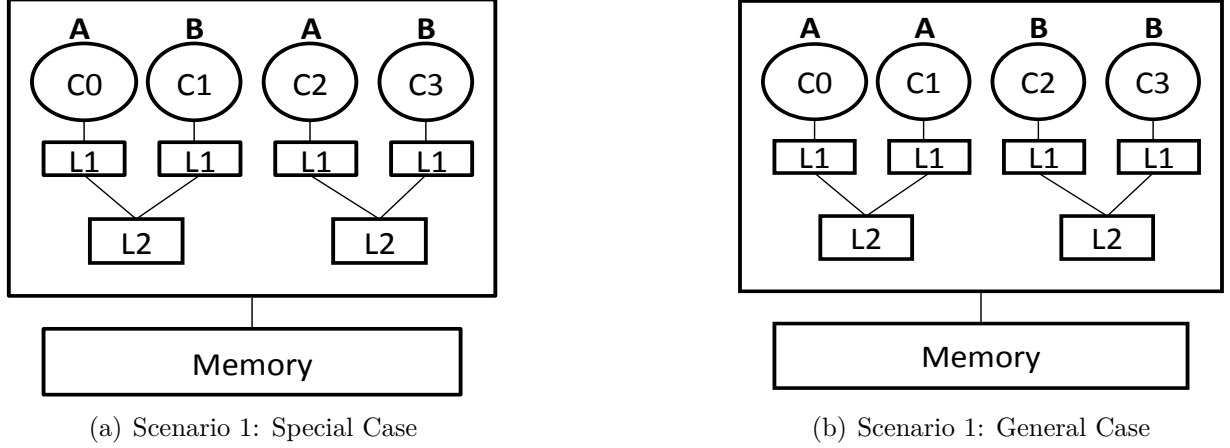 A B A B
C0 C1 C2 C3
L1 L1 L1 L1
L2 L2
Memory
(a) Scenario 1: Special Case
A A B B
C0 C1 C2 C3
L1 L1 L1 L1
L2 L2
Memory
(b) Scenario 1: General Case